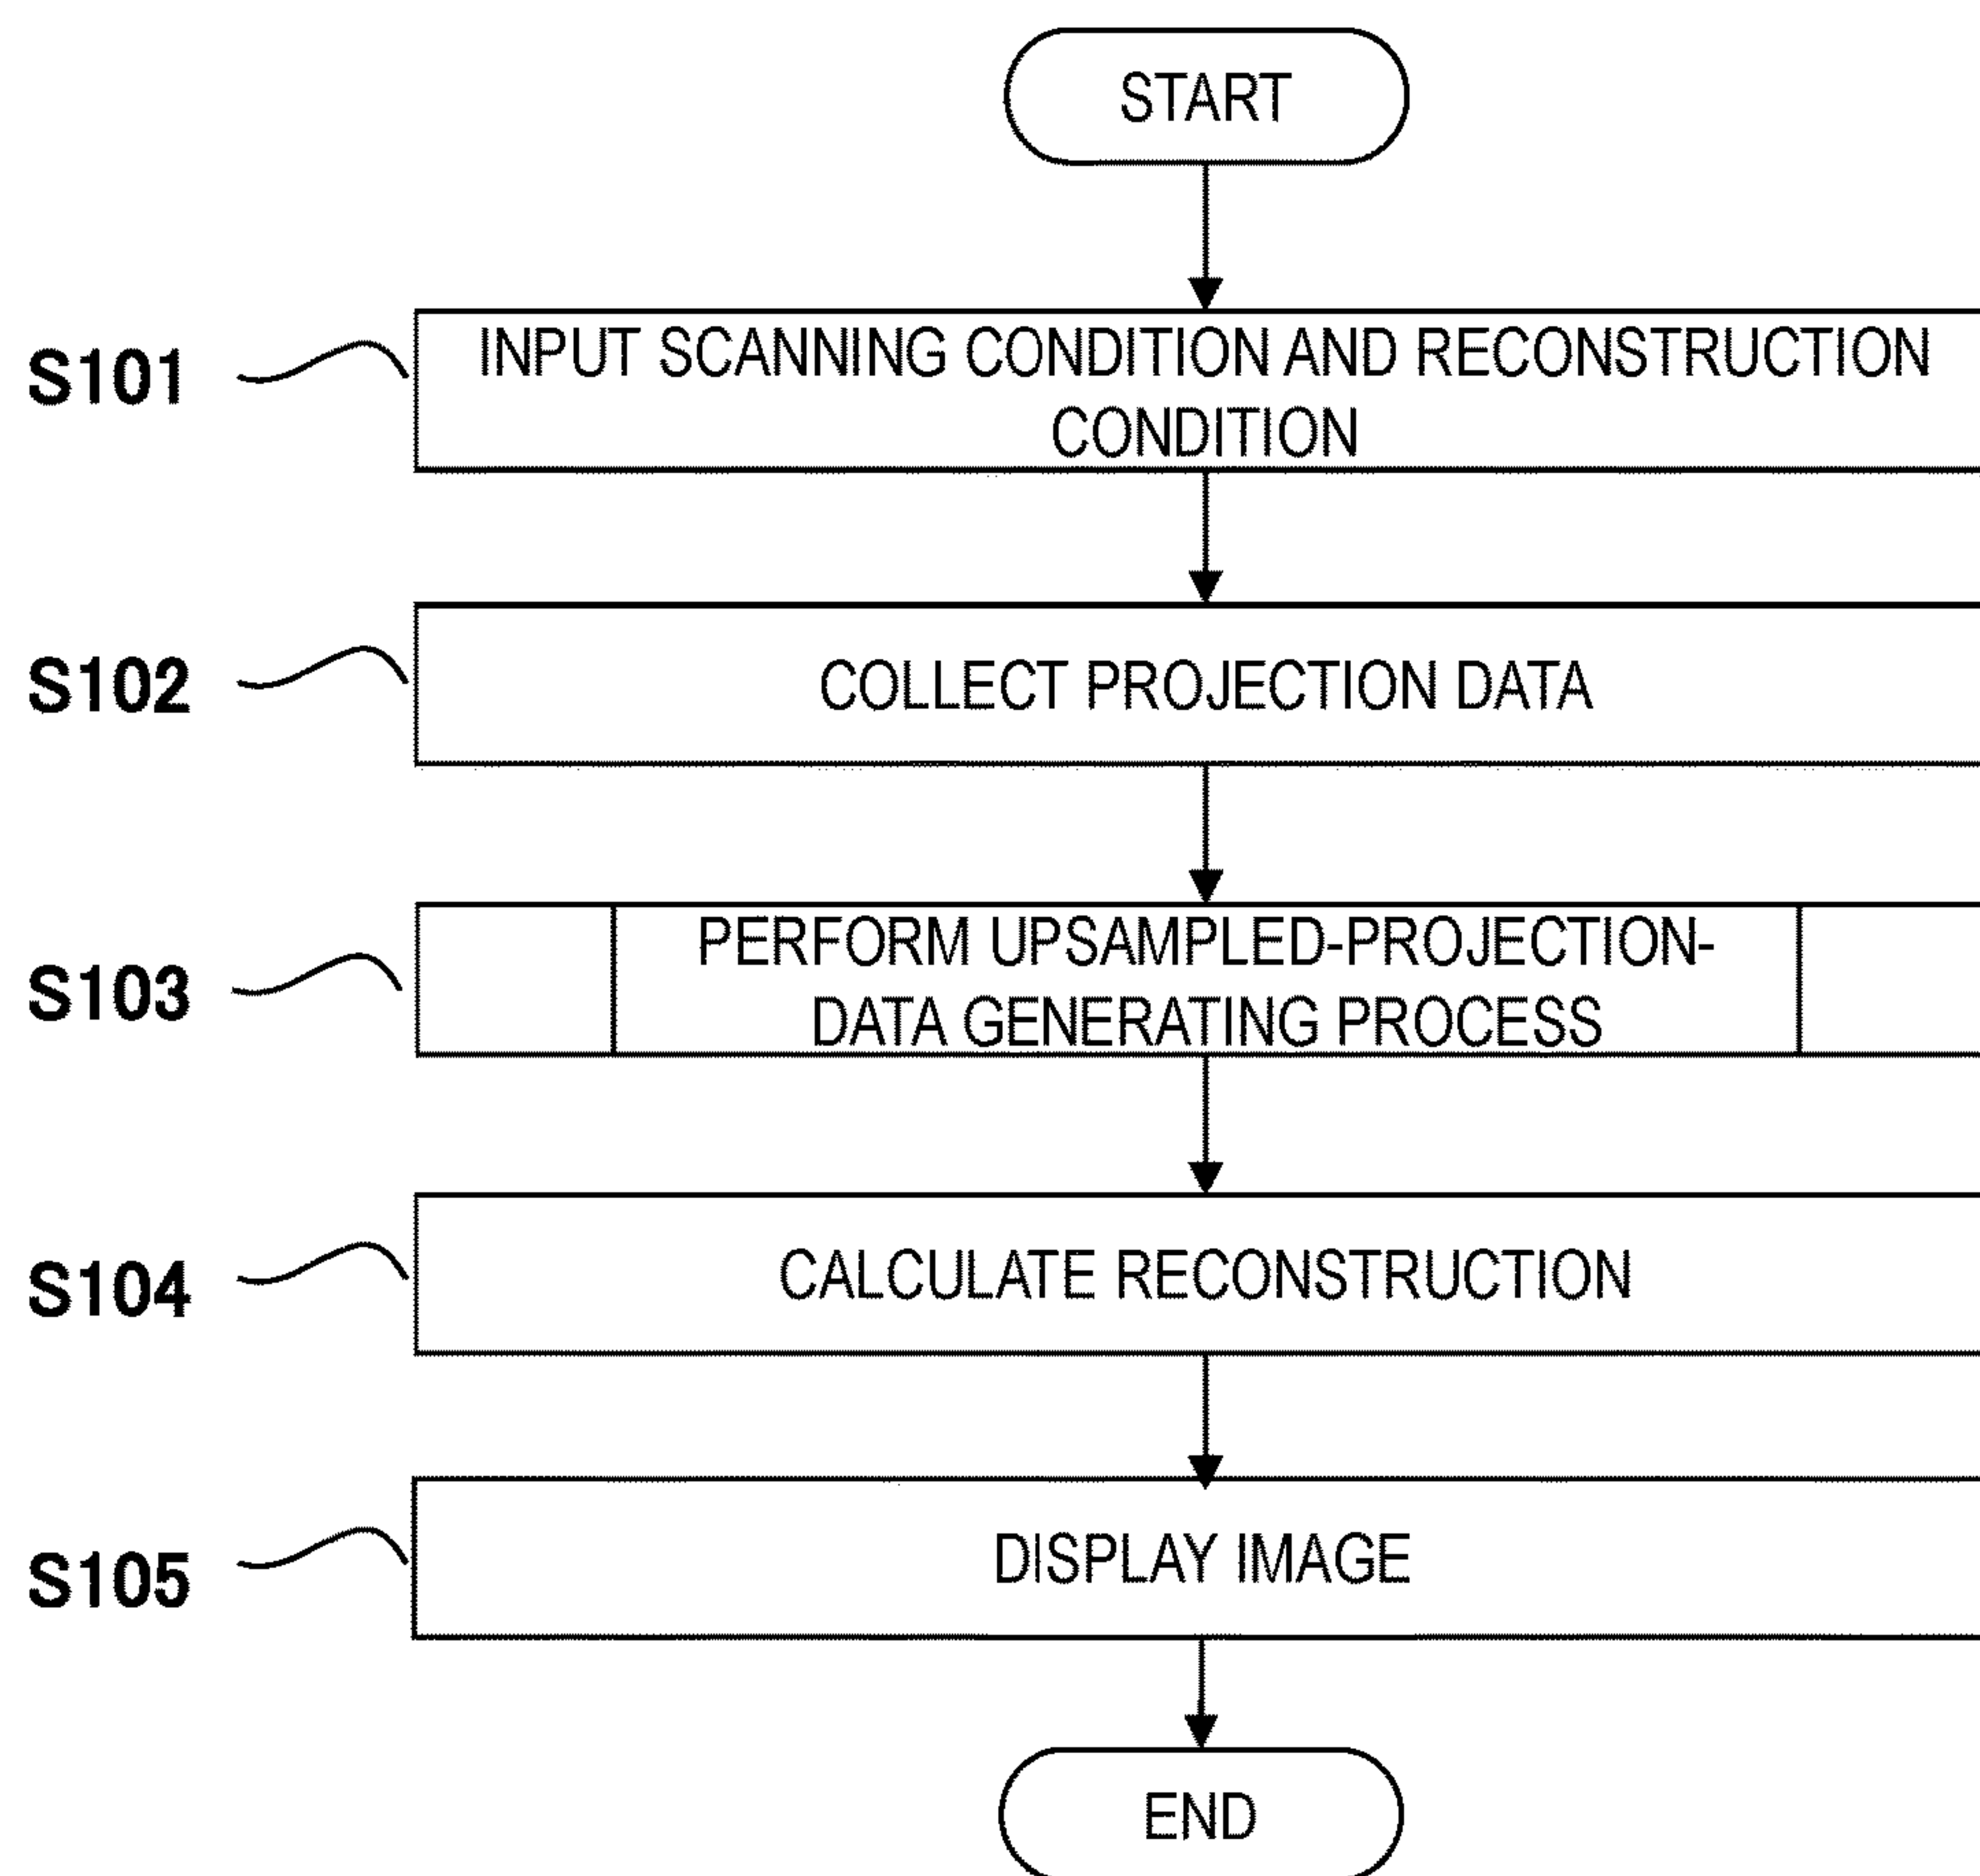 START
S101
INPUT SCANNING CONDITION AND RECONSTRUCTION
CONDITION
S102
COLLECT PROJECTION DATA
S103
PERFORM UPSAMPLED-PROJECTION-
DATA GENERATING PROCESS
S104
CALCULATE RECONSTRUCTION
S105
DISPLAY IMAGE
END